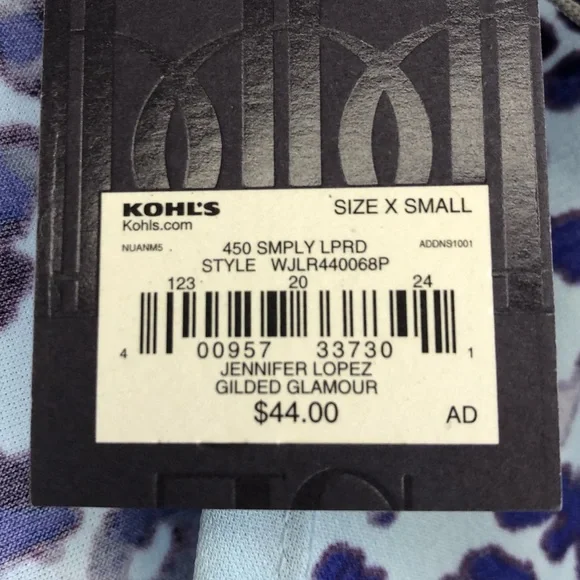 KOHL'S SIZE X SMALL
Kohls.com
NUANM5 450 SMPLY LPRD ADDNS1001
STYLE WJLR440068P
123 20 24
4 00957 33730 1
JENNIFER LOPEZ
GILDED GLAMOUR
$44.00 AD